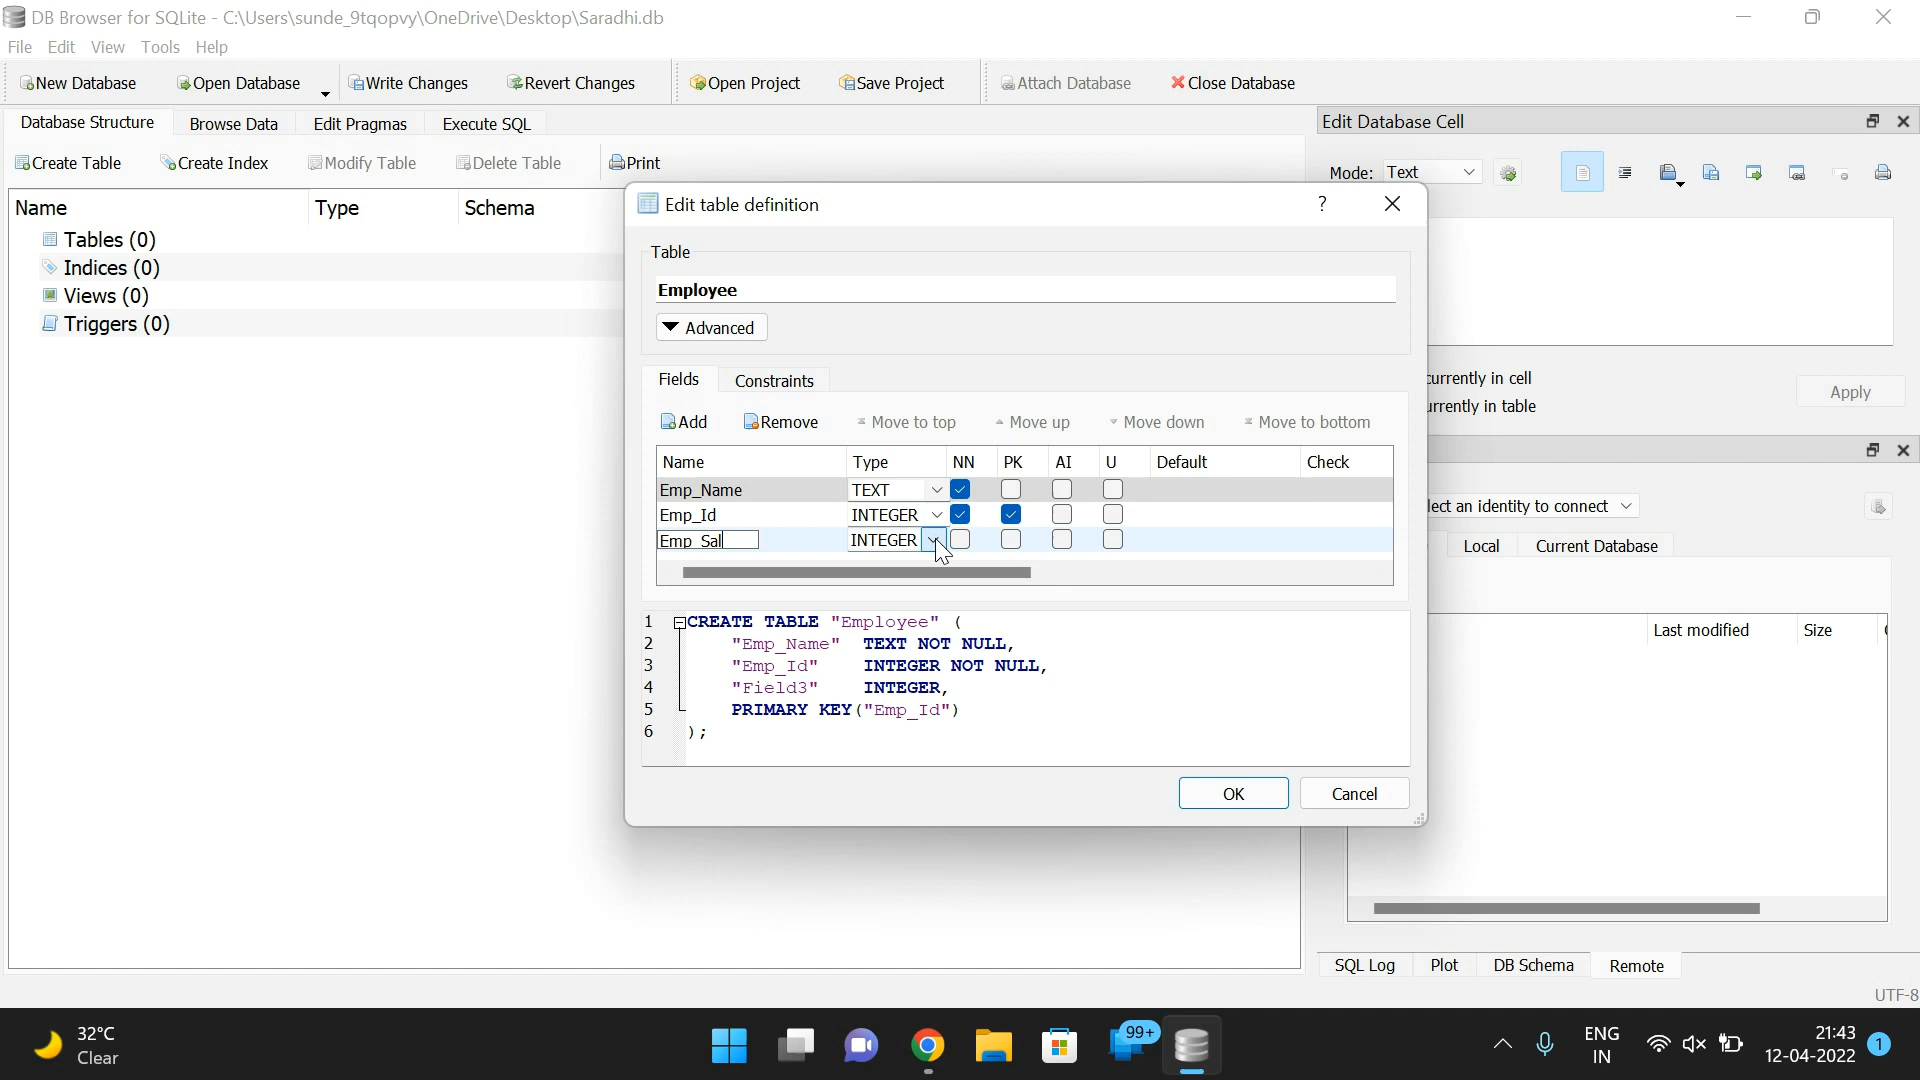 DB Browser for SQLite - C:\Users\sunde_9tqopvy\OneDrive\Desktop\Saradhi.db
File Edit View Tools Help
New Database Open Database Write Changes Revert Changes Open Project Save Project Attach Database Close Database
Database Structure Browse Data Edit Pragmas Execute SQL
Edit Database Cell
Create Table Create Index Modify Table Delete Table Print
Mode: Text
Name Type Schema
Tables (0)
Indices (0)
Views (0)
Triggers (0)
Edit table definition ?
Table
Employee
Advanced
Fields Constraints
Add Remove Move to top Move up Move down Move to bottom
Name Type NN PK AI U Default Check
Emp_Name TEXT
Emp_Id INTEGER
Emp_Sal INTEGER
1 CREATE TABLE "Employee" (
2 "Emp_Name" TEXT NOT NULL,
3 "Emp_Id" INTEGER NOT NULL,
4 "Field3" INTEGER,
5 PRIMARY KEY("Emp_Id")
6 );
OK Cancel
currently in cell
in table
Apply
an identity to connect
Local Current Database
Last modified Size
SQL Log Plot DB Schema Remote
UTF-8
32°C
Clear
99+
ENG
IN
21:43
12-04-2022
1